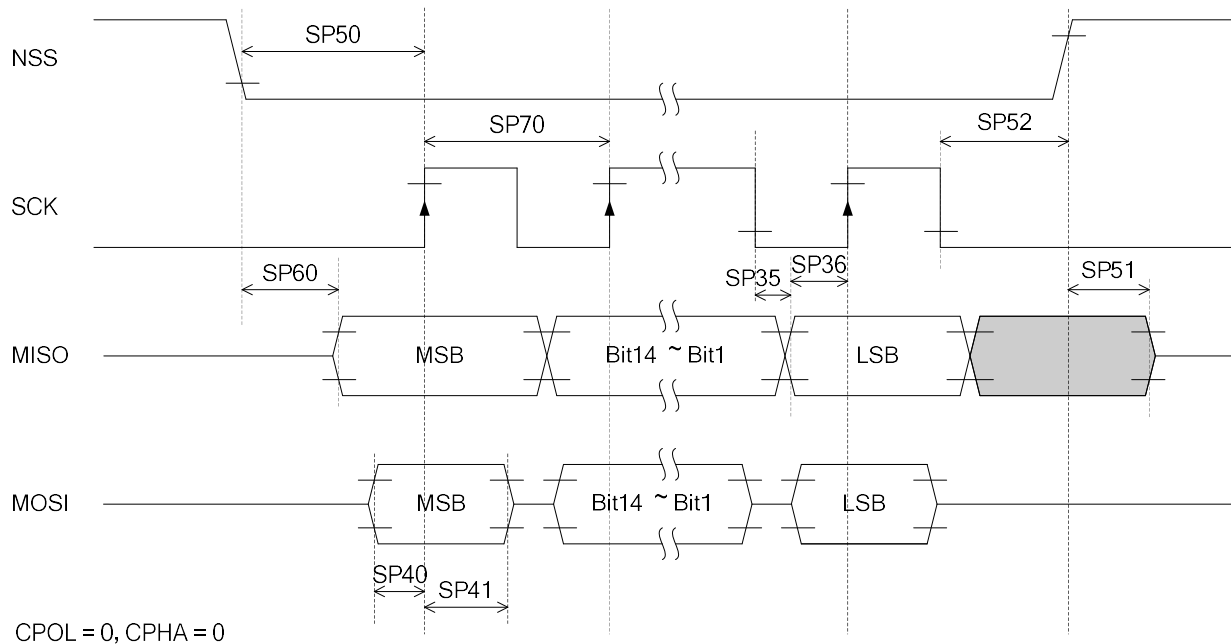 NSS
SP50
SP70
SP52
SCK
SP60
SP35
SP36
SP51
MISO
MSB
Bit14 ~ Bit1
LSB
MOSI
MSB
Bit14 ~ Bit1
LSB
SP40
SP41
CPOL = 0, CPHA = 0